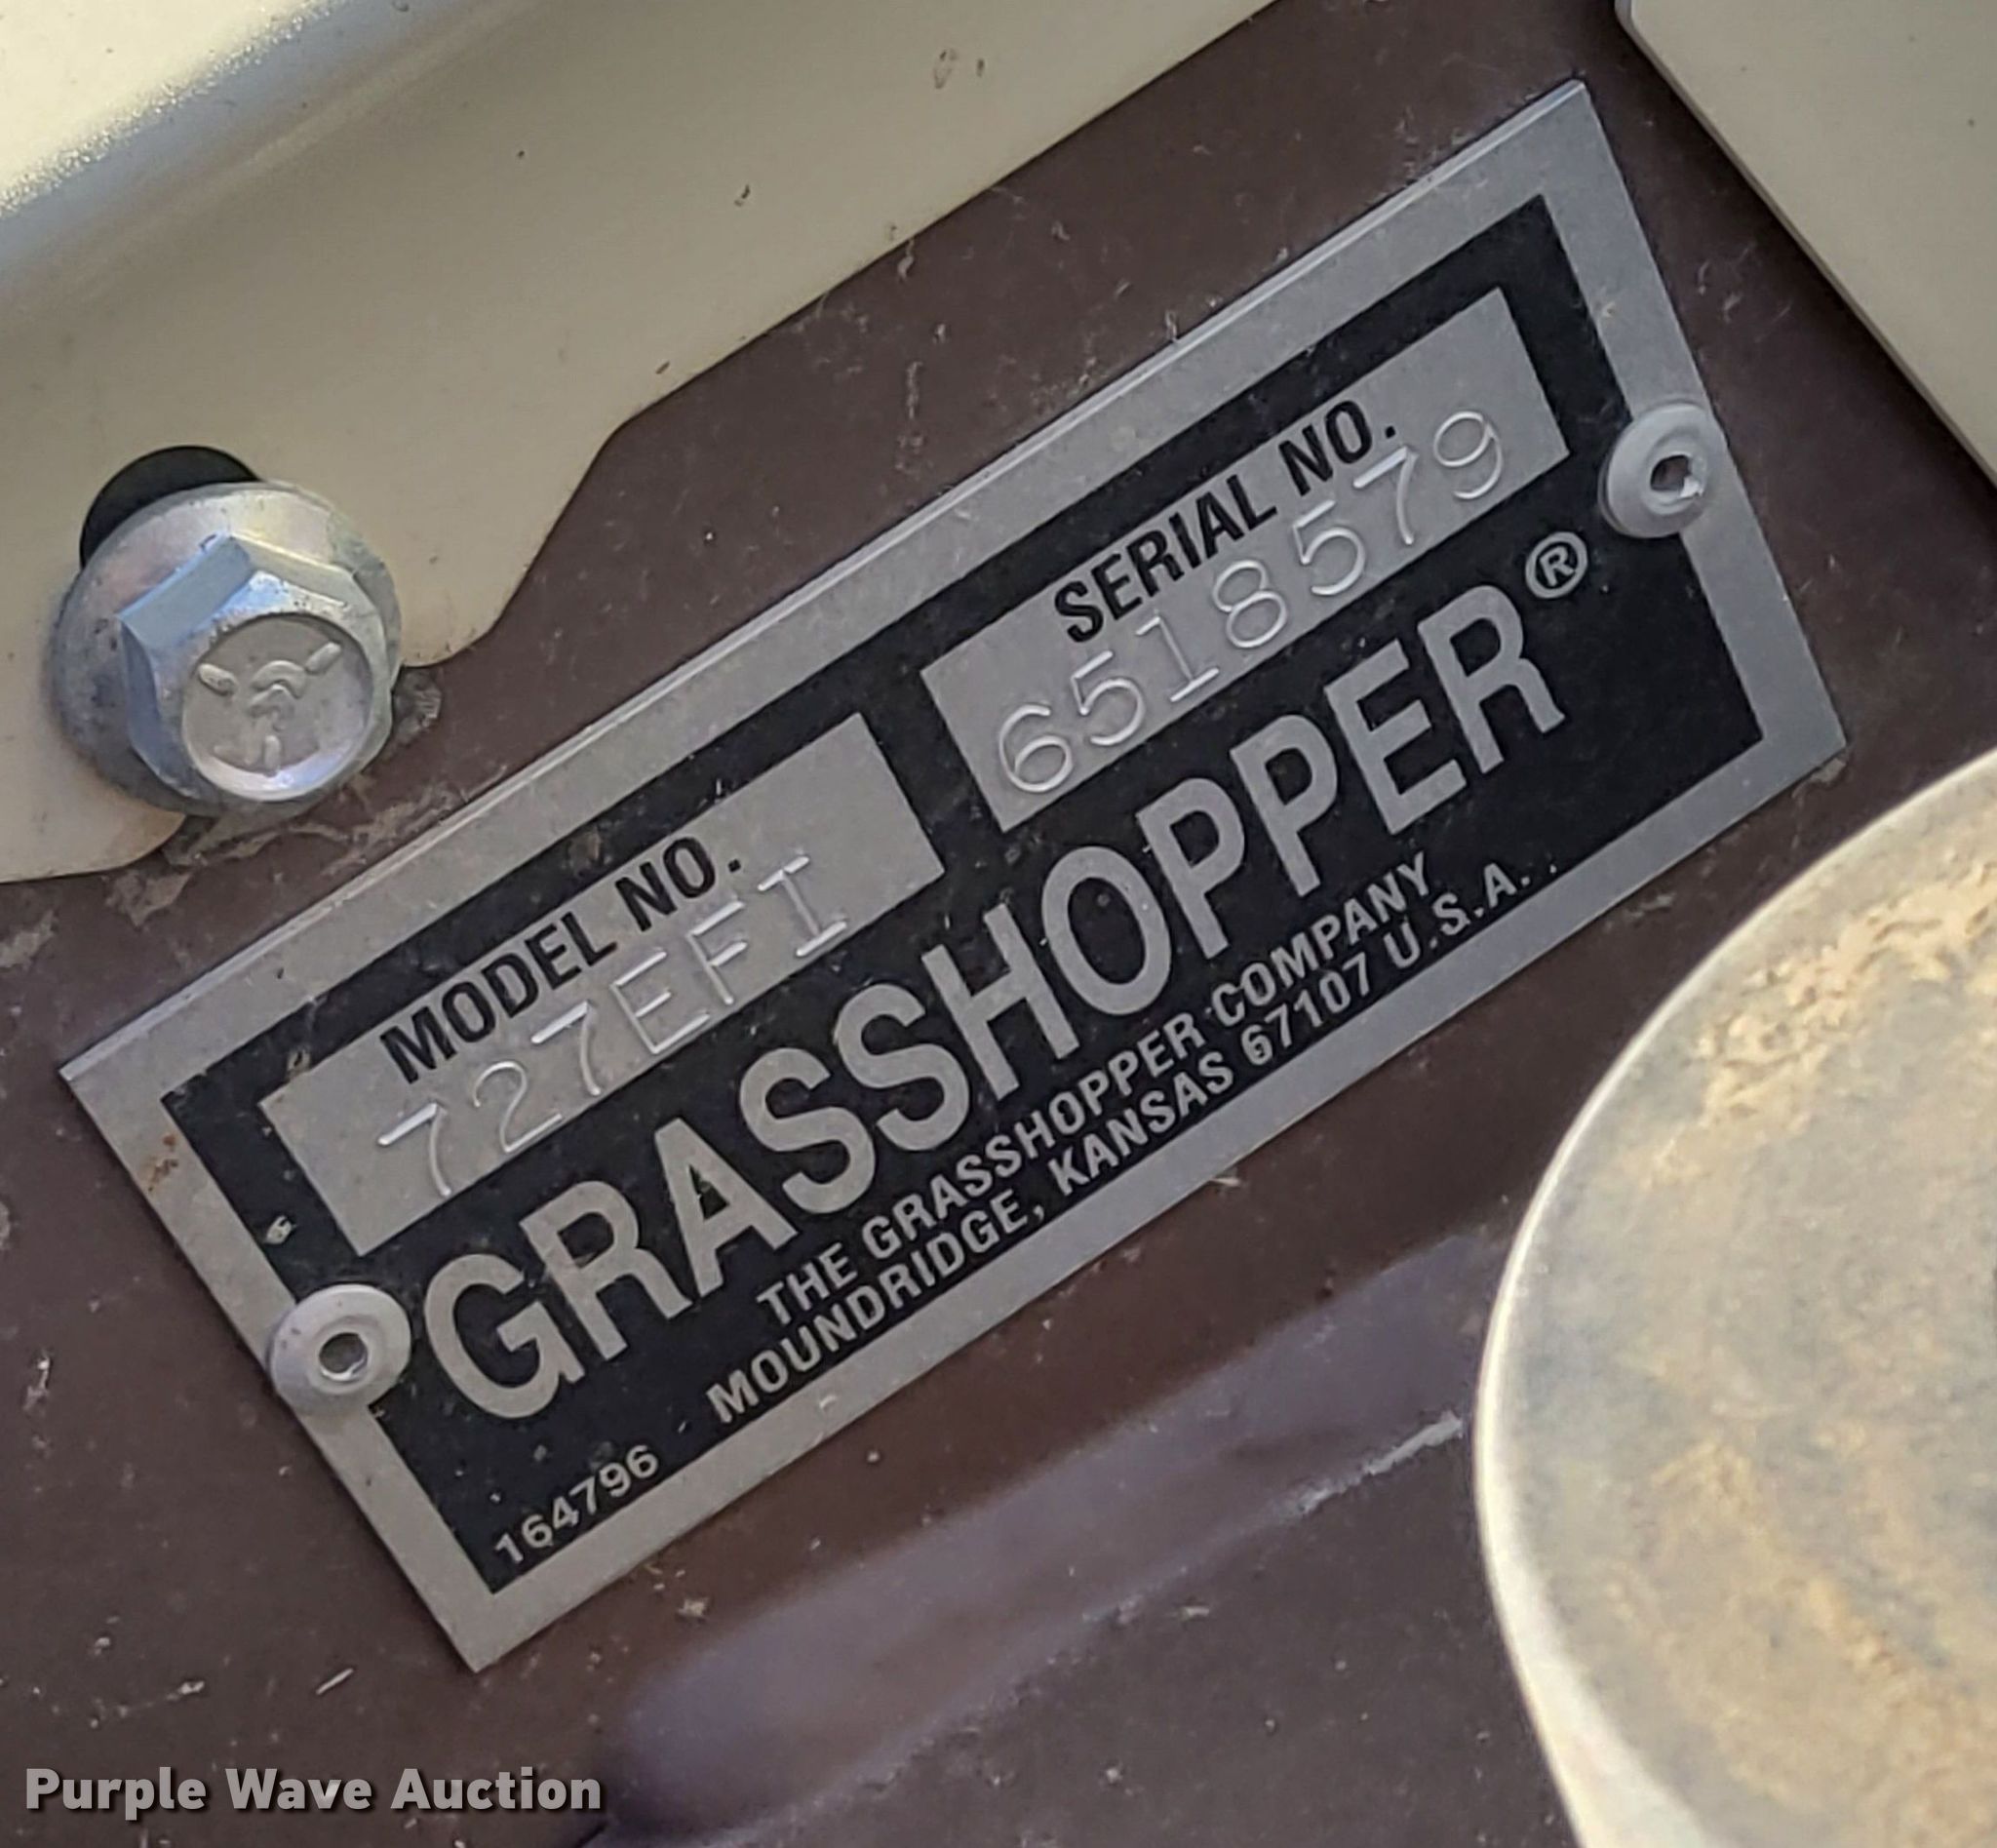 MODEL NO.
727EFI
SERIAL NO.
6518579
GRASSHOPPER®
THE GRASSHOPPER COMPANY
164796 MOUNDRIDGE, KANSAS 67107 U.S.A.
Purple Wave Auction